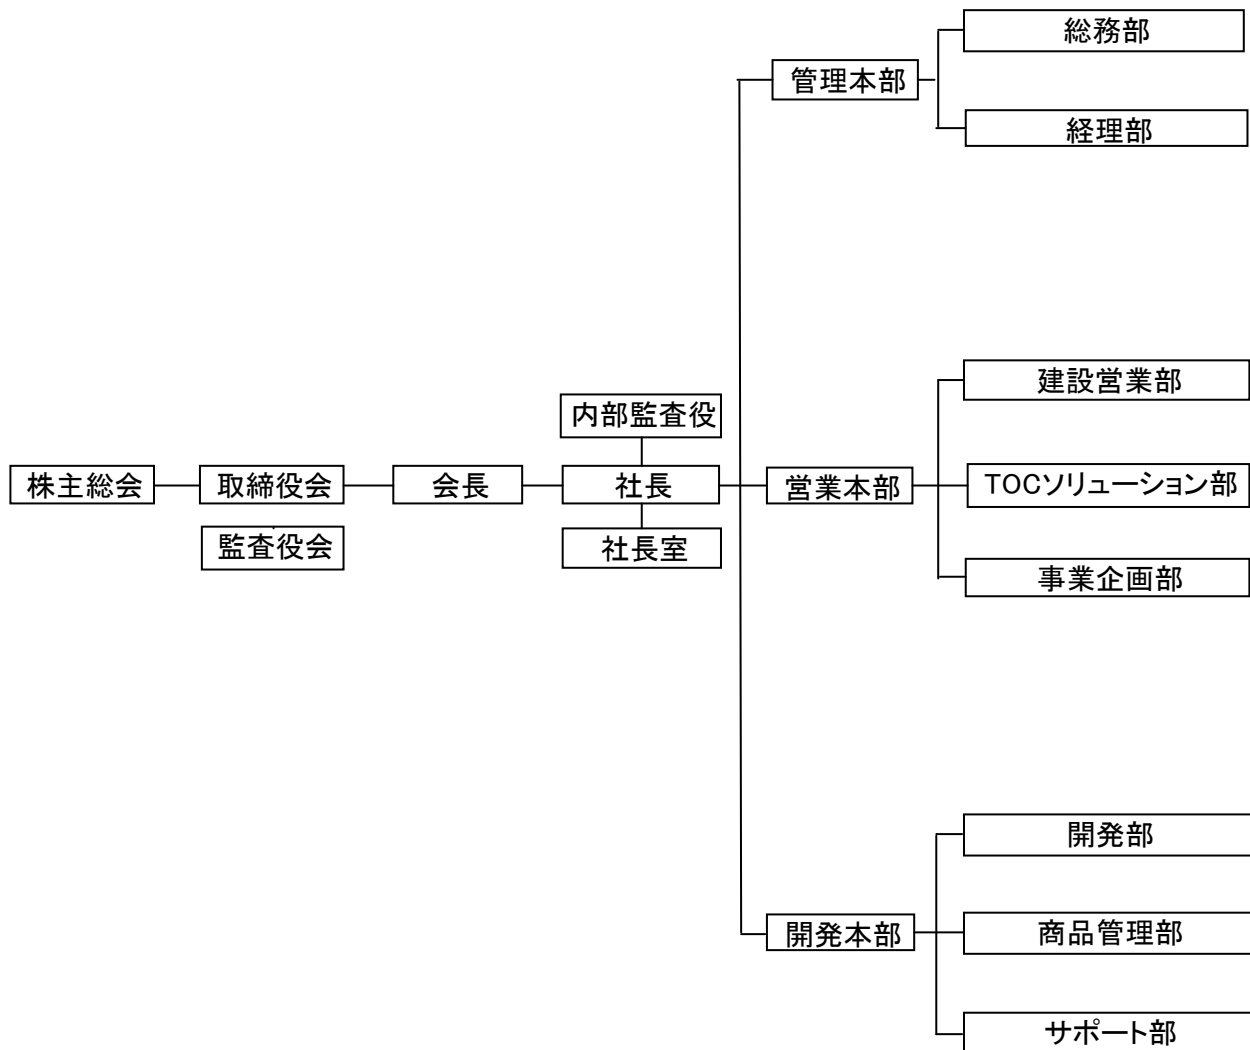 総務部
管理本部
経理部
建設営業部
内部監査役
株主総会
取締役会
会長
社長
営業本部
TOCソリューション部
監査役会
社長室
事業企画部
開発部
開発本部
商品管理部
サポート部